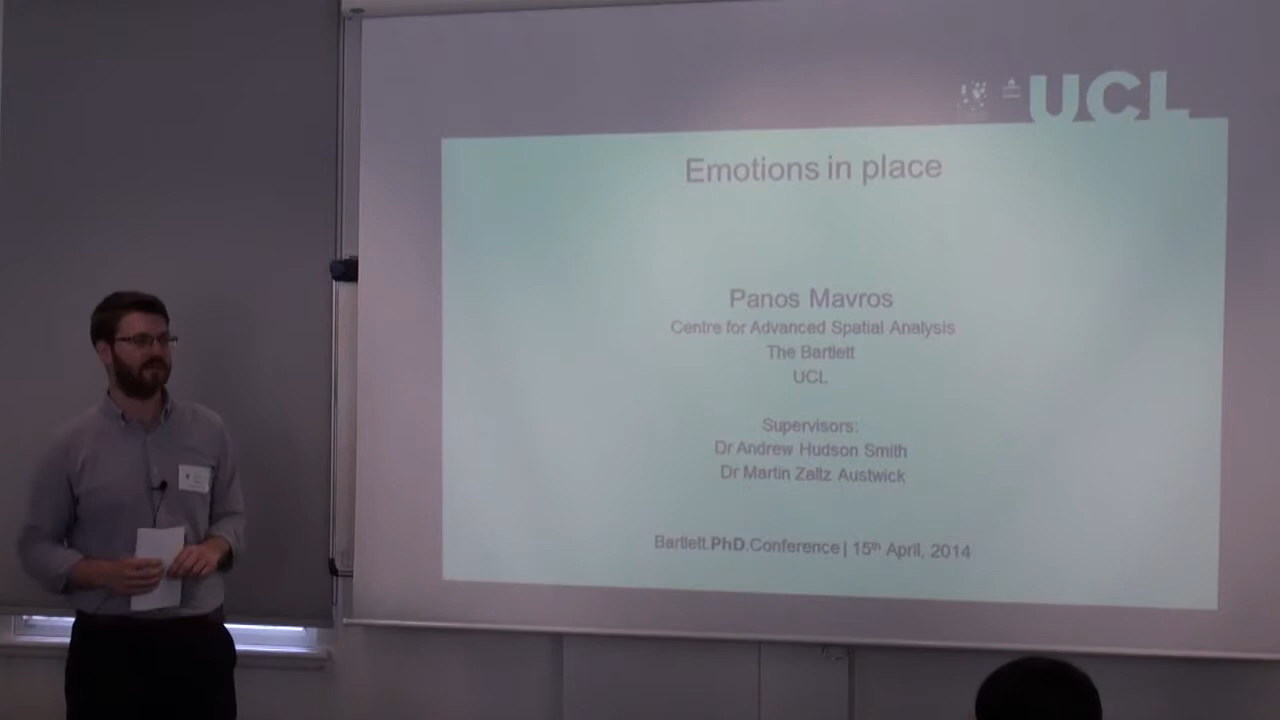 UCL
Emotions in place
Panos Mavros
Centre for Advanced Spatial Analysis
The Bartlett
UCL
Supervisors:
Dr Andrew Hudson Smith
Dr Martin Zaltz Austwick
Bartlett.PhD.Conference | 15th April, 2014